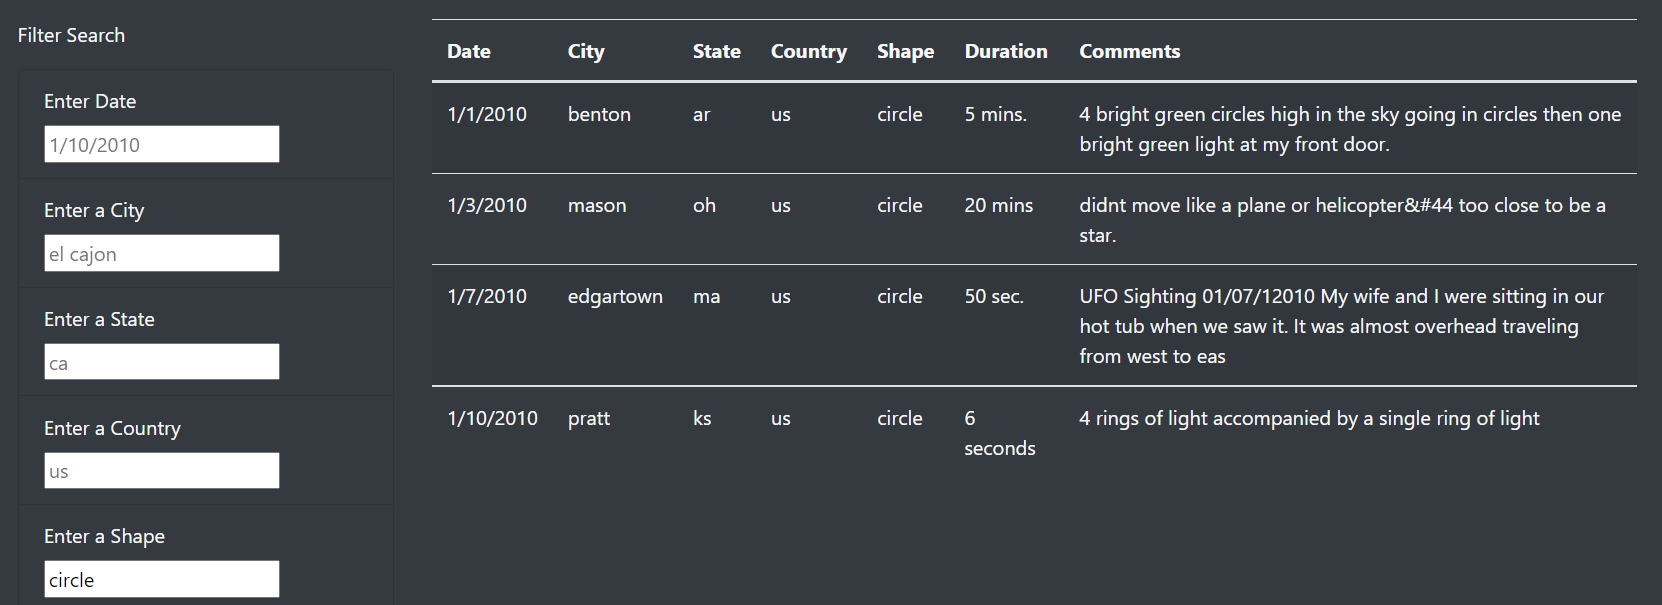 Filter Search
Enter Date
1/10/2010
Enter a City
el cajon
Enter a State
ca
Enter a Country
us
Enter a Shape
circle
Date City State Country Shape Duration Comments
1/1/2010 benton ar us circle 5 mins. 4 bright green circles high in the sky going in circles then one
bright green light at my front door.
1/3/2010 mason oh us circle 20 mins didnt move like a plane or helicopter&#44 too close to be a
star.
1/7/2010 edgartown ma us circle 50 sec. UFO Sighting 01/07/12010 My wife and I were sitting in our
hot tub when we saw it. It was almost overhead traveling
from west to eas
1/10/2010 pratt ks us circle 6 4 rings of light accompanied by a single ring of light
seconds